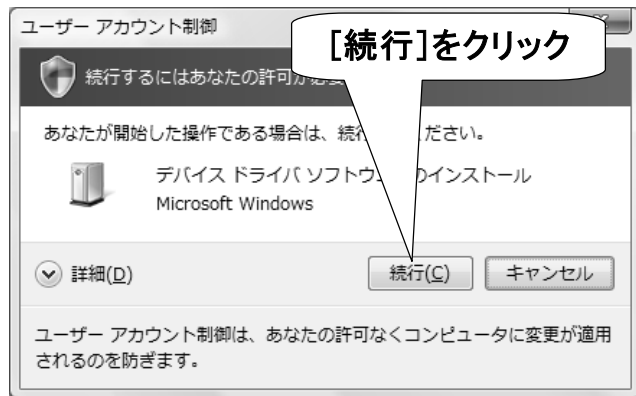 ユーザー アカウント制御
[続行]をクリック
続行するにはあなたの許可が必要
あなたが開始した操作である場合は、続行 ださい。
デバイス ドライバ ソフトウ のインストール
Microsoft Windows
詳細(D)
続行(C)
キャンセル
ユーザー アカウント制御は、あなたの許可なくコンピュータに変更が適用
されるのを防ぎます。